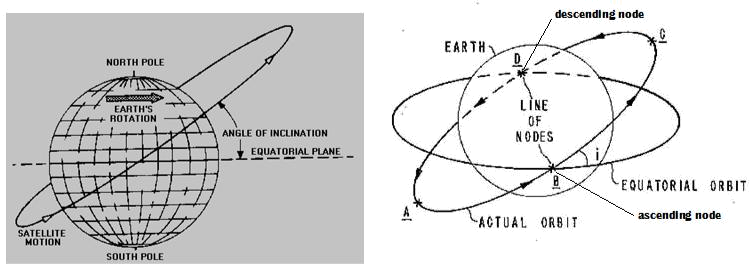 NORTH POLE
EARTH'S
ROTATION
ANGLE OF INCLINATION
EQUATORIAL PLANE
SATELLITE
MOTION
SOUTH POLE
descending node
EARTH
D
C
LINE
OF
NODES
i
B
EQUATORIAL ORBIT
A
ACTUAL ORBIT
ascending node